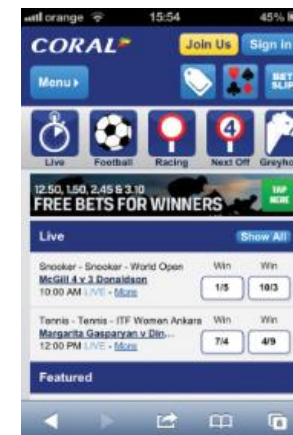 orange 15:54 45%
CORAL Join Us Sign in
Menu BET SLIP
4
Live Football Racing Next Off Greyho
12.50, 1.50, 2.45 & 3.10
FREE BETS FOR WINNERS
TAP HERE
Live Show All
Snooker - Snooker - World Open Win Win
McGill 4 v 3 Donaldson 1/5 10/3
10:00 AM LIVE - More
Tennis - Tennis - ITF Women Ankara Win Win
Margarita Gasparyan v Din... 7/4 4/9
12:00 PM LIVE - More
Featured